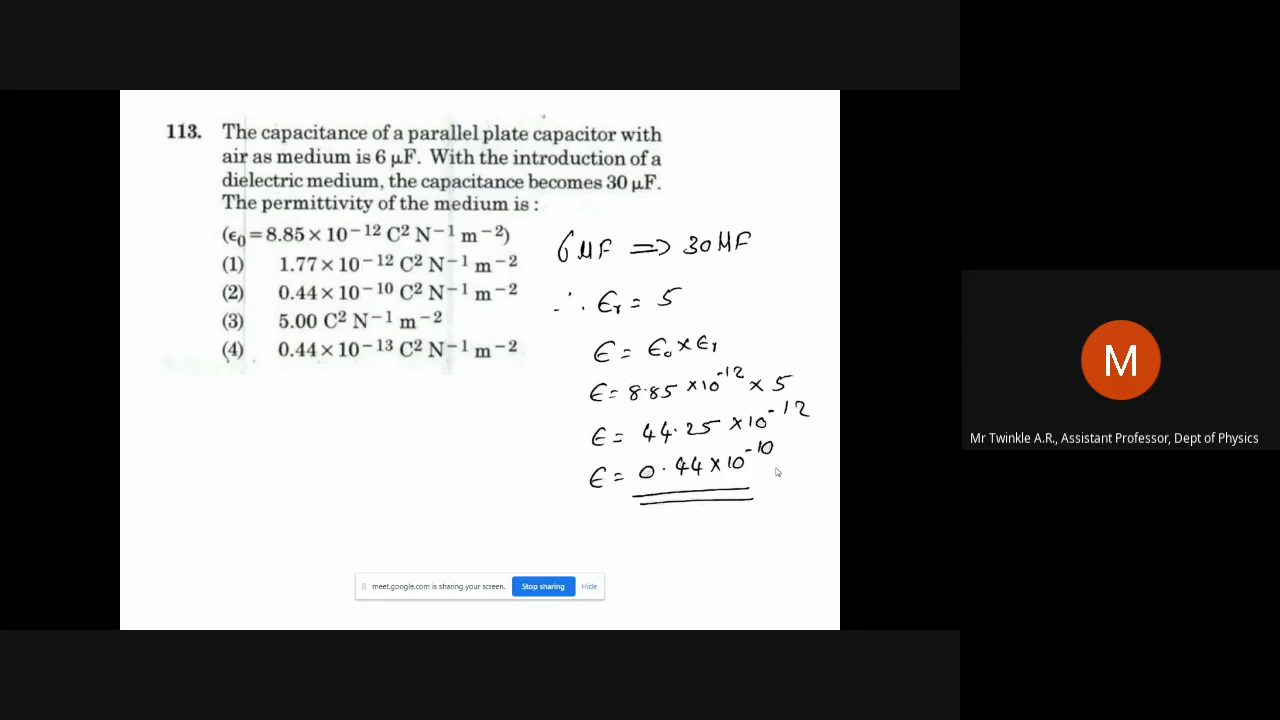 113. The capacitance of a parallel plate capacitor with
air as medium is 6 μF. With the introduction of a
dielectric medium, the capacitance becomes 30 μF.
The permittivity of the medium is :
(ϵ₀ = 8.85 × 10⁻¹² C² N⁻¹ m⁻²)
(1) 1.77 × 10⁻¹² C² N⁻¹ m⁻²
(2) 0.44 × 10⁻¹⁰ C² N⁻¹ m⁻²
(3) 5.00 C² N⁻¹ m⁻²
(4) 0.44 × 10⁻¹³ C² N⁻¹ m⁻²
6 μF ⇒ 30 μF
∴ ϵᵣ = 5
ϵ = ϵ₀ × ϵᵣ
ϵ = 8.85 × 10⁻¹² × 5
ϵ = 44.25 × 10⁻¹²
ϵ = 0.44 × 10⁻¹⁰
meet.google.com is sharing your screen. Stop sharing Hide
M
Mr Twinkle A.R., Assistant Professor, Dept of Physics